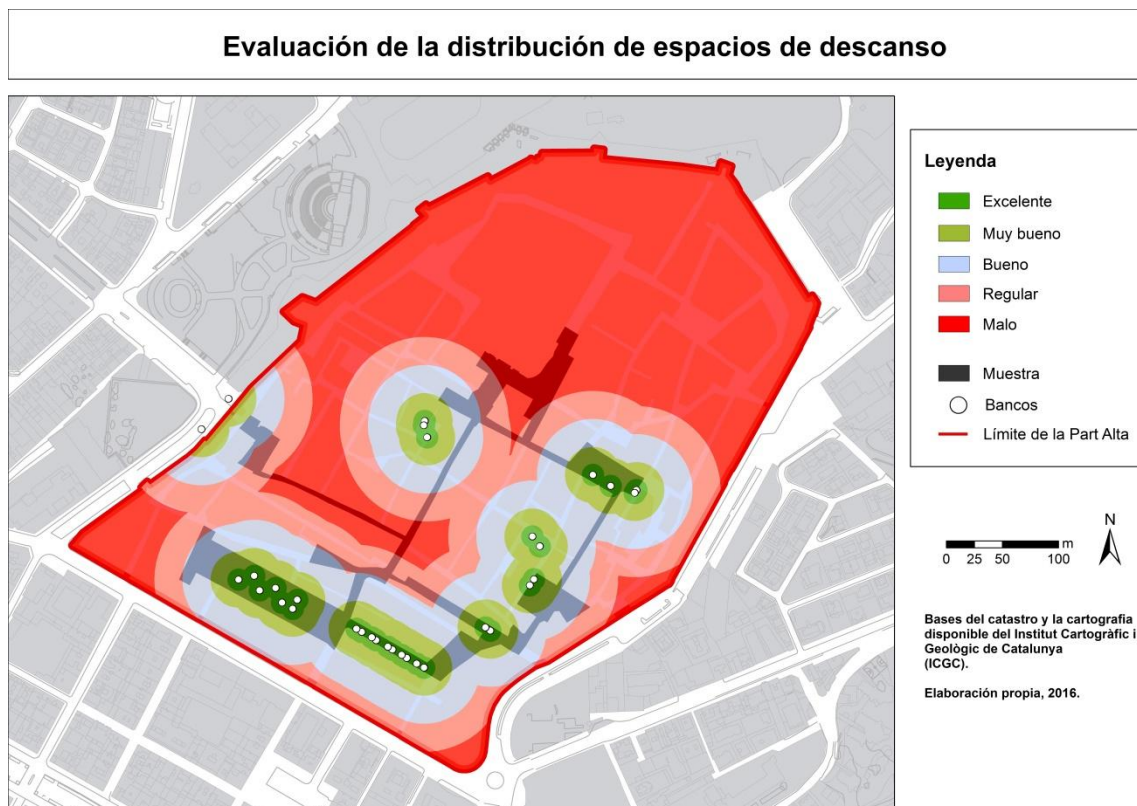 Evaluación de la distribución de espacios de descanso
Leyenda
Excelente
Muy bueno
Bueno
Regular
Malo
Muestra
Bancos
Límite de la Part Alta
N
m
0 25 50 100
Bases del catastro y la cartografia
disponible del Institut Cartogràfic i
Geològic de Catalunya
(ICGC).
Elaboración propia, 2016.